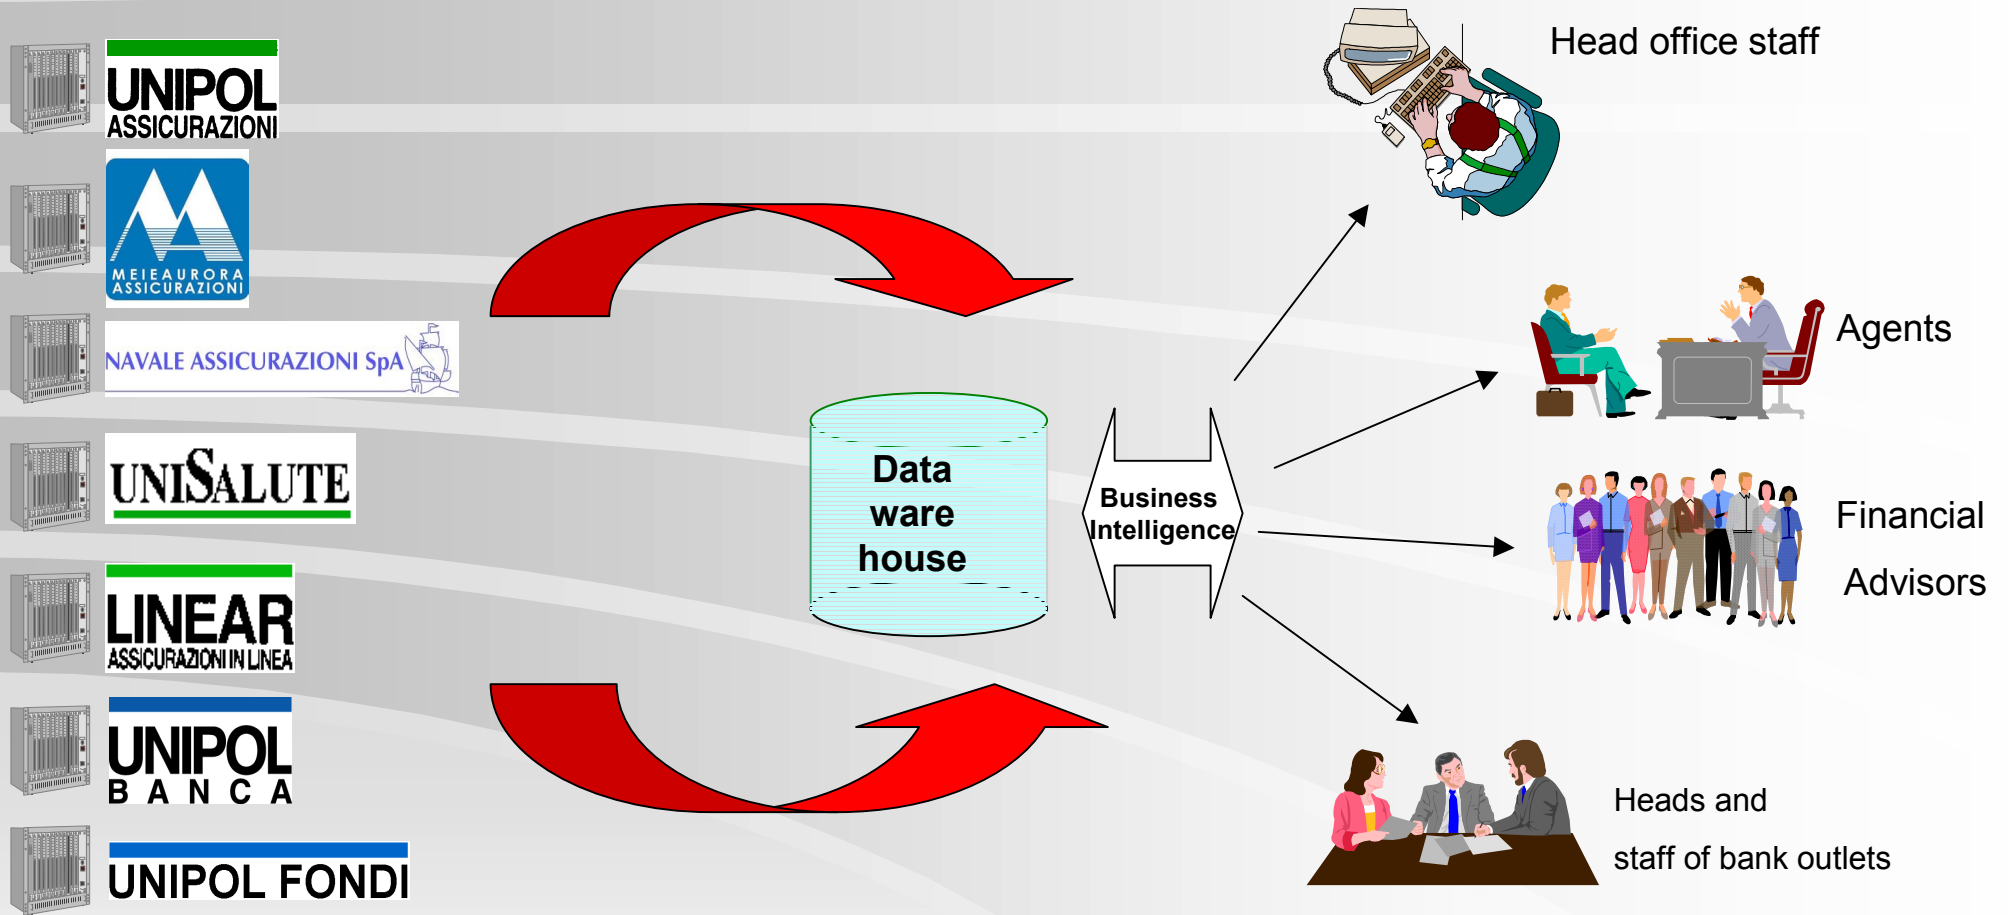 UNIPOL
ASSICURAZIONI
MEIEAURORA
ASSICURAZIONI
NAVALE ASSICURAZIONI SpA
UNISALUTE
LINEAR
ASSICURAZIONI IN LINEA
UNIPOL
BANCA
UNIPOL FONDI
Data
ware
house
Business
Intelligence
Head office staff
Agents
Financial
Advisors
Heads and
staff of bank outlets